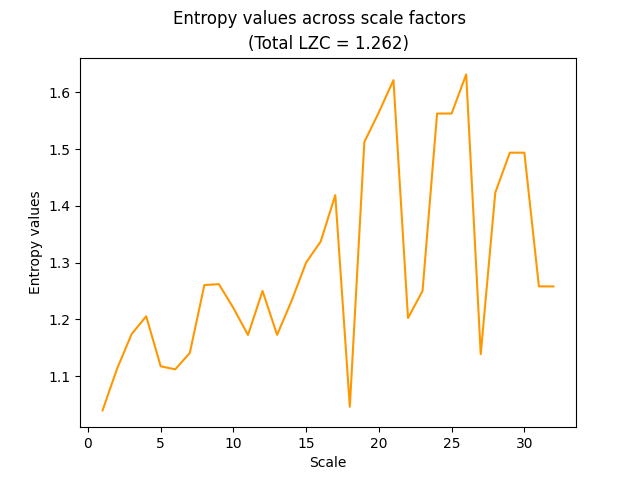 Entropy values across scale factors
(Total LZC = 1.262)
Entropy values
1.6
1.5
1.4
1.3
1.2
1.1
0 5 10 15 20 25 30
Scale